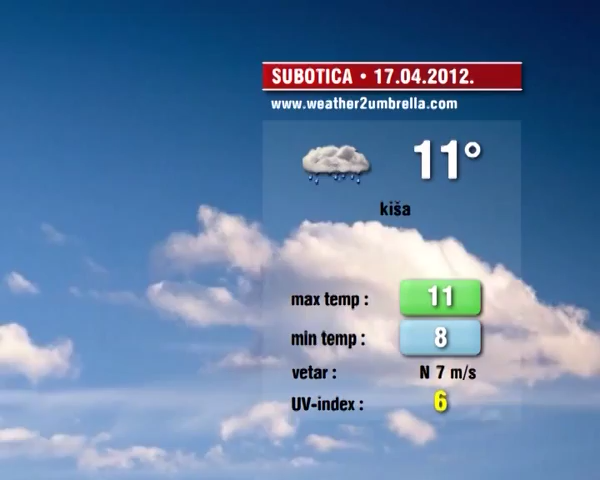 SUBOTICA • 17.04.2012.
www.weather2umbrella.com
11°
kiša
max temp : 11
min temp : 8
vetar : N 7 m/s
UV-index : 6